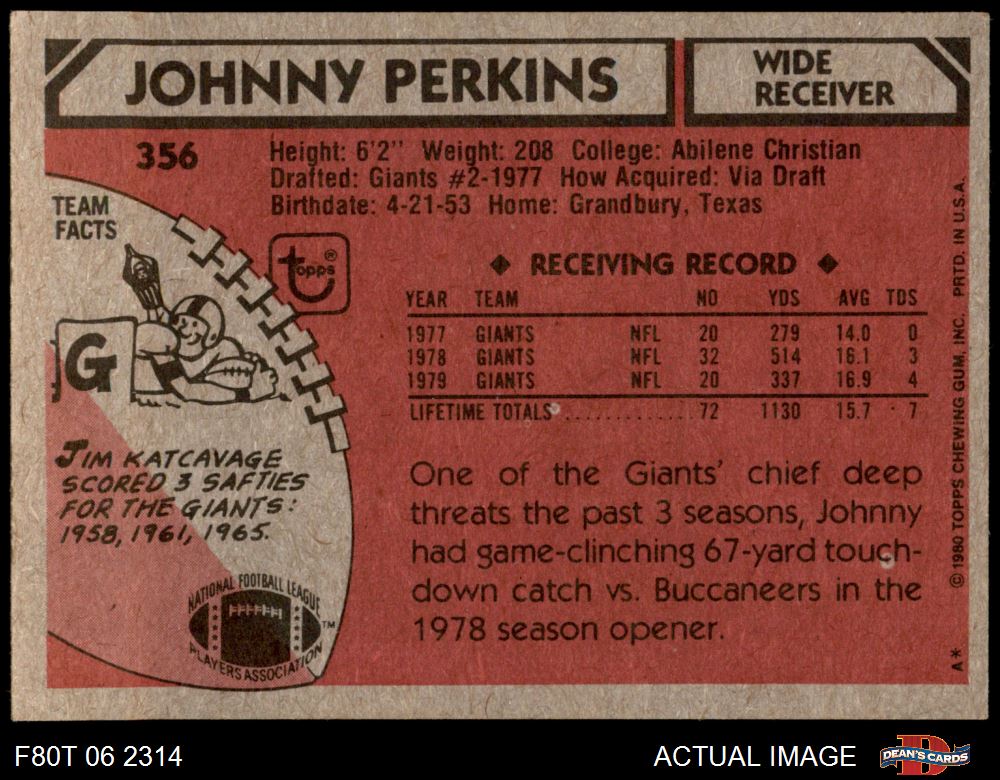 JOHNNY PERKINS
WIDE
RECEIVER
356
Height: 6'2" Weight: 208 College: Abilene Christian
Drafted: Giants #2-1977 How Acquired: Via Draft
Birthdate: 4-21-53 Home: Grandbury, Texas
TEAM
FACTS
topps®
G
JIM KATCAVAGE
SCORED 3 SAFTIES
FOR THE GIANTS:
1958, 1961, 1965.
NATIONAL FOOTBALL LEAGUE
PLAYERS ASSOCIATION
TM
◆ RECEIVING RECORD ◆
YEAR TEAM NO YDS AVG TDS
1977 GIANTS NFL 20 279 14.0 0
1978 GIANTS NFL 32 514 16.1 3
1979 GIANTS NFL 20 337 16.9 4
LIFETIME TOTALS.............72 1130 15.7 7
One of the Giants' chief deep
threats the past 3 seasons, Johnny
had game-clinching 67-yard touch-
down catch vs. Buccaneers in the
1978 season opener.
A* © 1980 TOPPS CHEWING GUM, INC. PRTD. IN U.S.A.
F80T 06 2314
ACTUAL IMAGE
DEAN'S CARDS